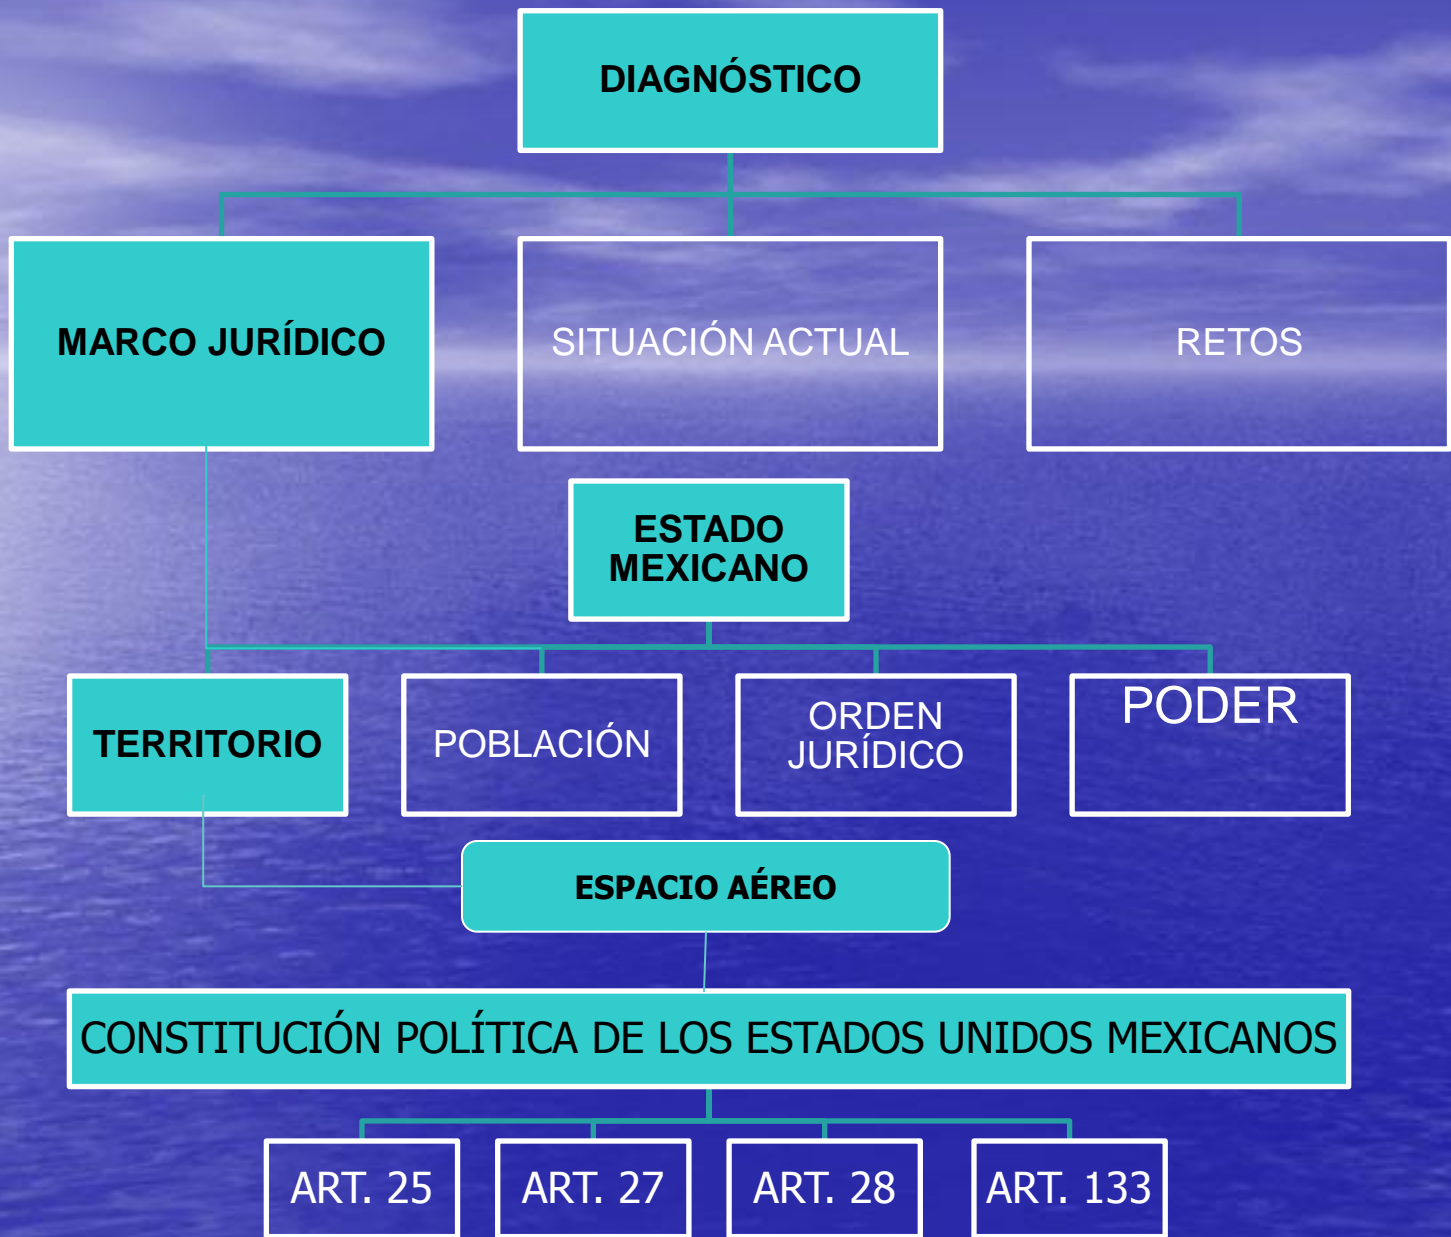 DIAGNÓSTICO
MARCO JURÍDICO
SITUACIÓN ACTUAL
RETOS
ESTADO
MEXICANO
TERRITORIO
POBLACIÓN
ORDEN
JURÍDICO
PODER
ESPACIO AÉREO
CONSTITUCIÓN POLÍTICA DE LOS ESTADOS UNIDOS MEXICANOS
ART. 25
ART. 27
ART. 28
ART. 133